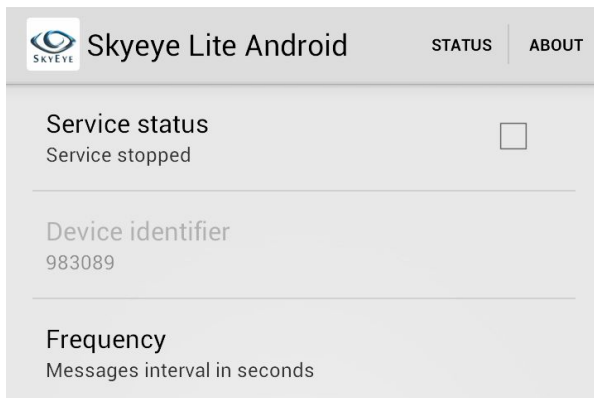 SKYEYE
Skyeye Lite Android
STATUS
ABOUT
Service status
Service stopped
Device identifier
983089
Frequency
Messages interval in seconds